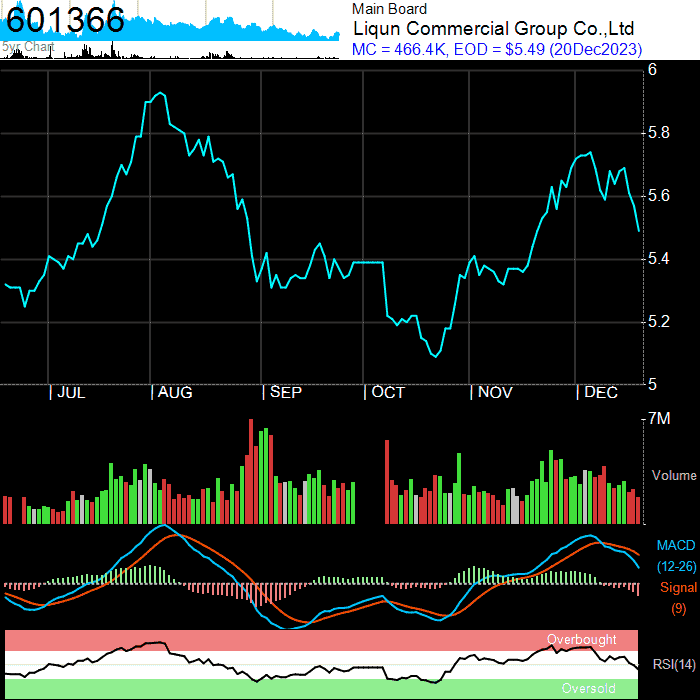 601366
5yr Chart
Main Board
Liqun Commercial Group Co.,Ltd
MC = 466.4K, EOD = $5.49 (20Dec2023)
6
5.8
5.6
5.4
5.2
5
JUL
AUG
SEP
OCT
NOV
DEC
7M
Volume
MACD
(12-26)
Signal
(9)
Overbought
RSI(14)
Oversold